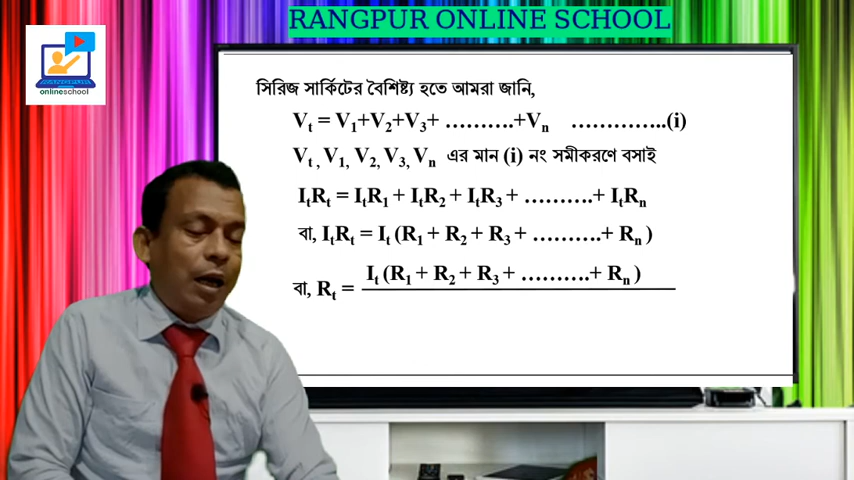 RANGPUR ONLINE SCHOOL
RANGPUR
onlineschool
সিরিজ সার্কিটের বৈশিষ্ট্য হতে আমরা জানি,
Vₜ = V₁+V₂+V₃+ ……….+Vₙ …………..(i)
Vₜ , V₁, V₂, V₃, Vₙ এর মান (i) নং সমীকরণে বসাই
IₜRₜ = IₜR₁ + IₜR₂ + IₜR₃ + ……….+ IₜRₙ
বা, IₜRₜ = Iₜ (R₁ + R₂ + R₃ + ……….+ Rₙ )
Iₜ (R₁ + R₂ + R₃ + ……….+ Rₙ )
বা, Rₜ =